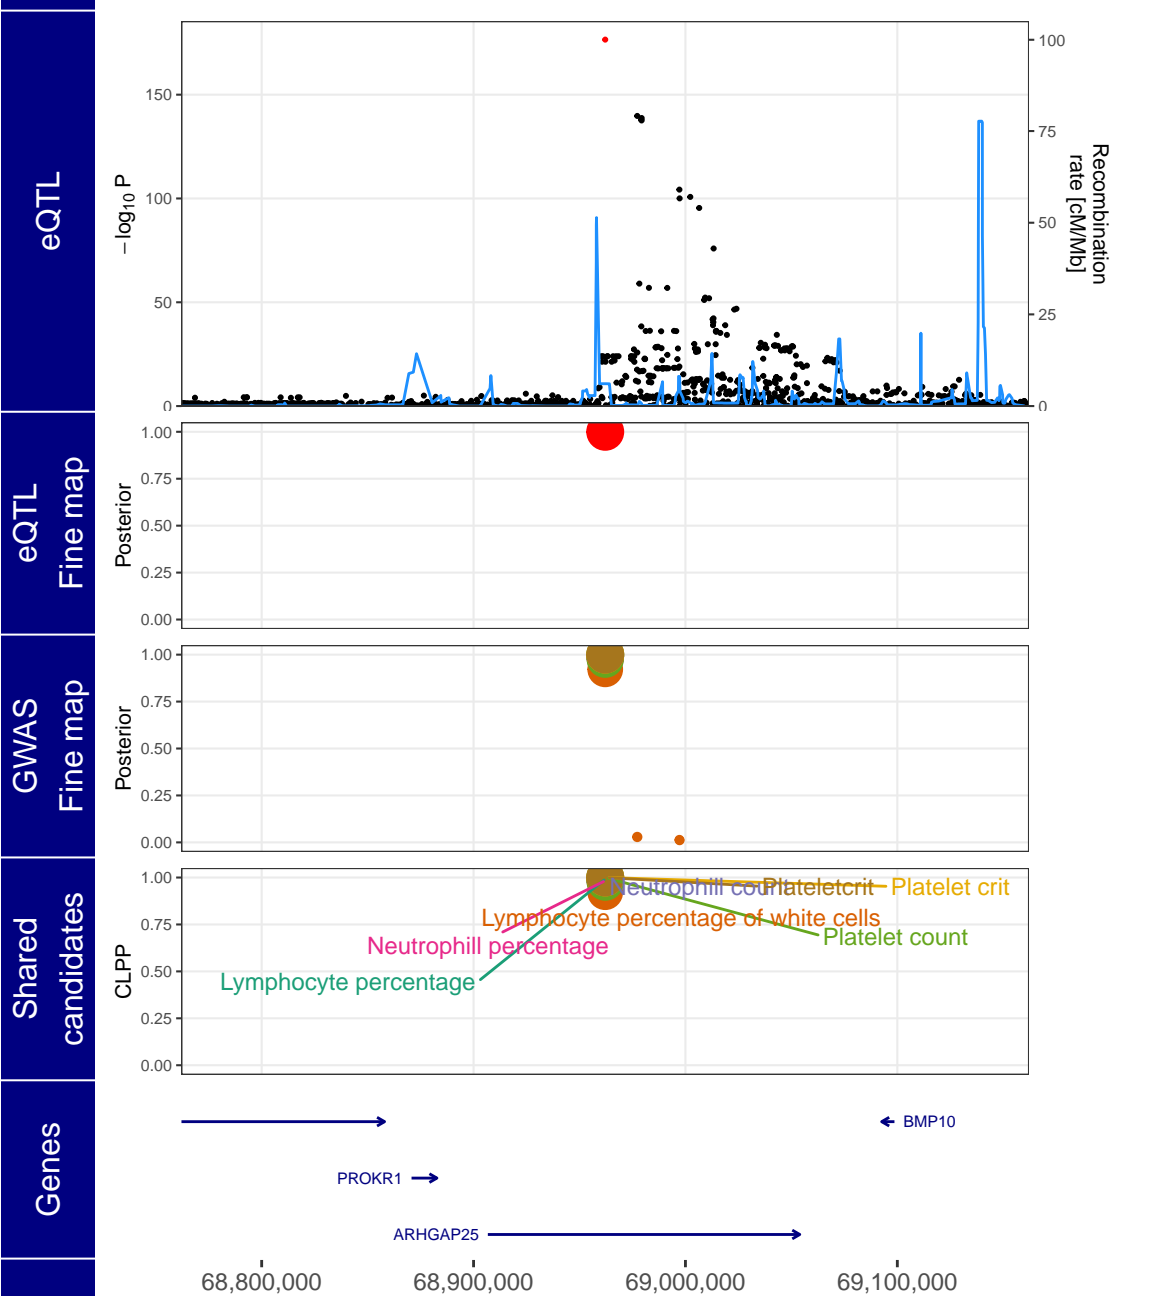 eQTL
− log10 P
150
100
50
0
100
75
50
25
0
Recombination
rate [cM/Mb]
eQTL
Fine map
Posterior
1.00
0.75
0.50
0.25
0.00
GWAS
Fine map
Posterior
1.00
0.75
0.50
0.25
0.00
Shared
candidates
CLPP
1.00
0.75
0.50
0.25
0.00
Neutrophill count
Plateletcrit
Platelet crit
Lymphocyte percentage of white cells
Platelet count
Neutrophill percentage
Lymphocyte percentage
Genes
BMP10
PROKR1
ARHGAP25
68,800,000
68,900,000
69,000,000
69,100,000